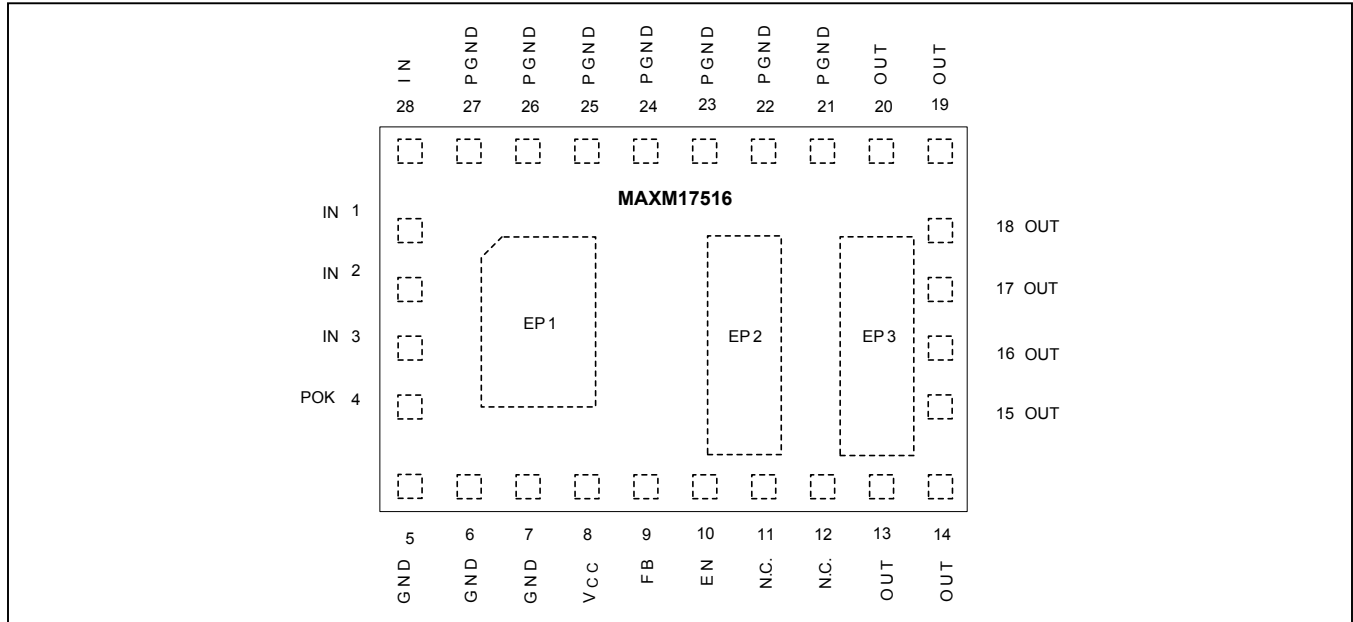 IN PGND PGND PGND PGND PGND PGND PGND OUT OUT
28 27 26 25 24 23 22 21 20 19
MAXM17516
IN 1
18 OUT
IN 2
17 OUT
EP1 EP2 EP3
IN 3
16 OUT
POK 4
15 OUT
5 6 7 8 9 10 11 12 13 14
GND GND GND VCC FB EN N.C. N.C. OUT OUT